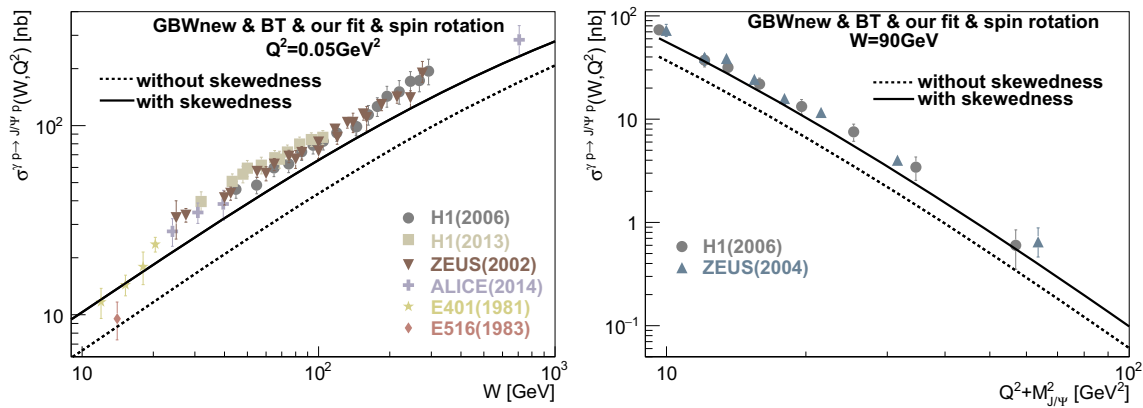 GBWnew & BT & our fit & spin rotation
Q²=0.05GeV²
without skewedness
with skewedness
σ^γ p→ J/Ψ p(W,Q²) [nb]
10²
10
H1(2006)
H1(2013)
ZEUS(2002)
ALICE(2014)
E401(1981)
E516(1983)
10 10² 10³
W [GeV]
GBWnew & BT & our fit & spin rotation
W=90GeV
without skewedness
with skewedness
σ^γ p→ J/Ψ p(W,Q²) [nb]
10²
10
1
10⁻¹
H1(2006)
ZEUS(2004)
10 10²
Q²+M²_J/Ψ [GeV²]